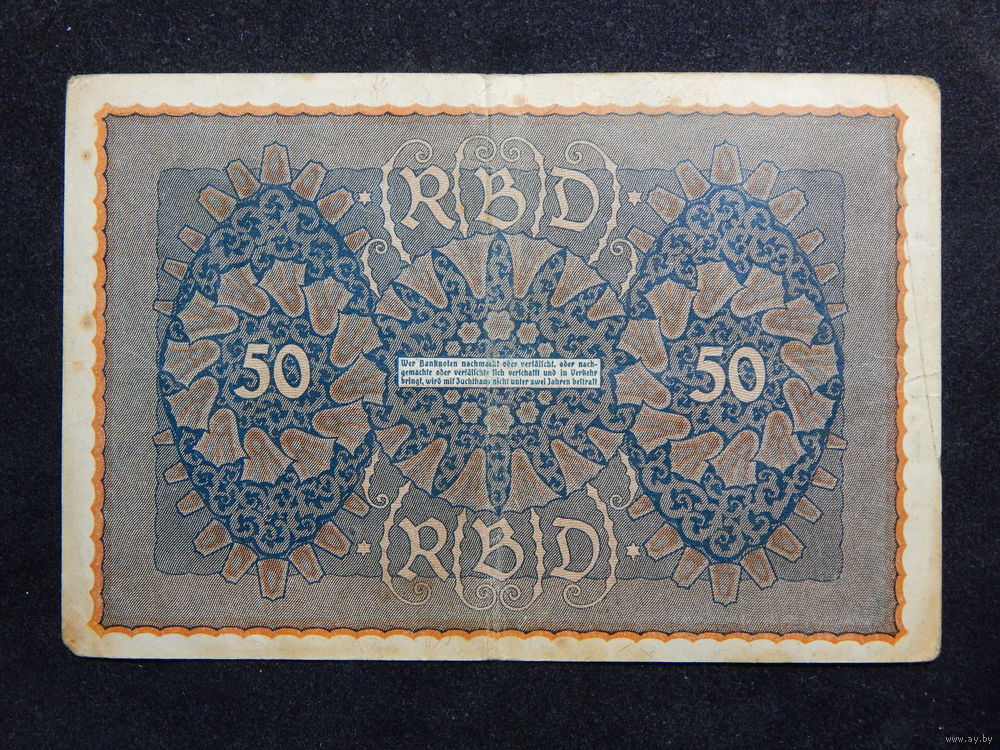 RBD
50
50
Wer Banknoten nachmacht oder verfälscht, oder nach-
gemachte oder verfälschte sich verschafft und in Verkehr
bringt, wird mit Zuchthaus nicht unter zwei Jahren bestraft
RBD
www.ay.by